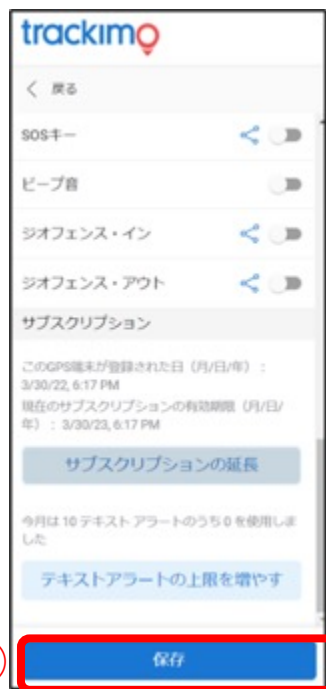 trackimo
< 戻る
SOSキー
ビープ音
ジオフェンス・イン
ジオフェンス・アウト
サブスクリプション
このGPS端末が登録された日（月/日/年）：
3/30/22, 6:17 PM
現在のサブスクリプションの有効期限（月/日/
年）：3/30/23, 6:17 PM
サブスクリプションの延長
今月は 10 テキスト アラートのうち 0 を使用しま
した
テキストアラートの上限を増やす
保存